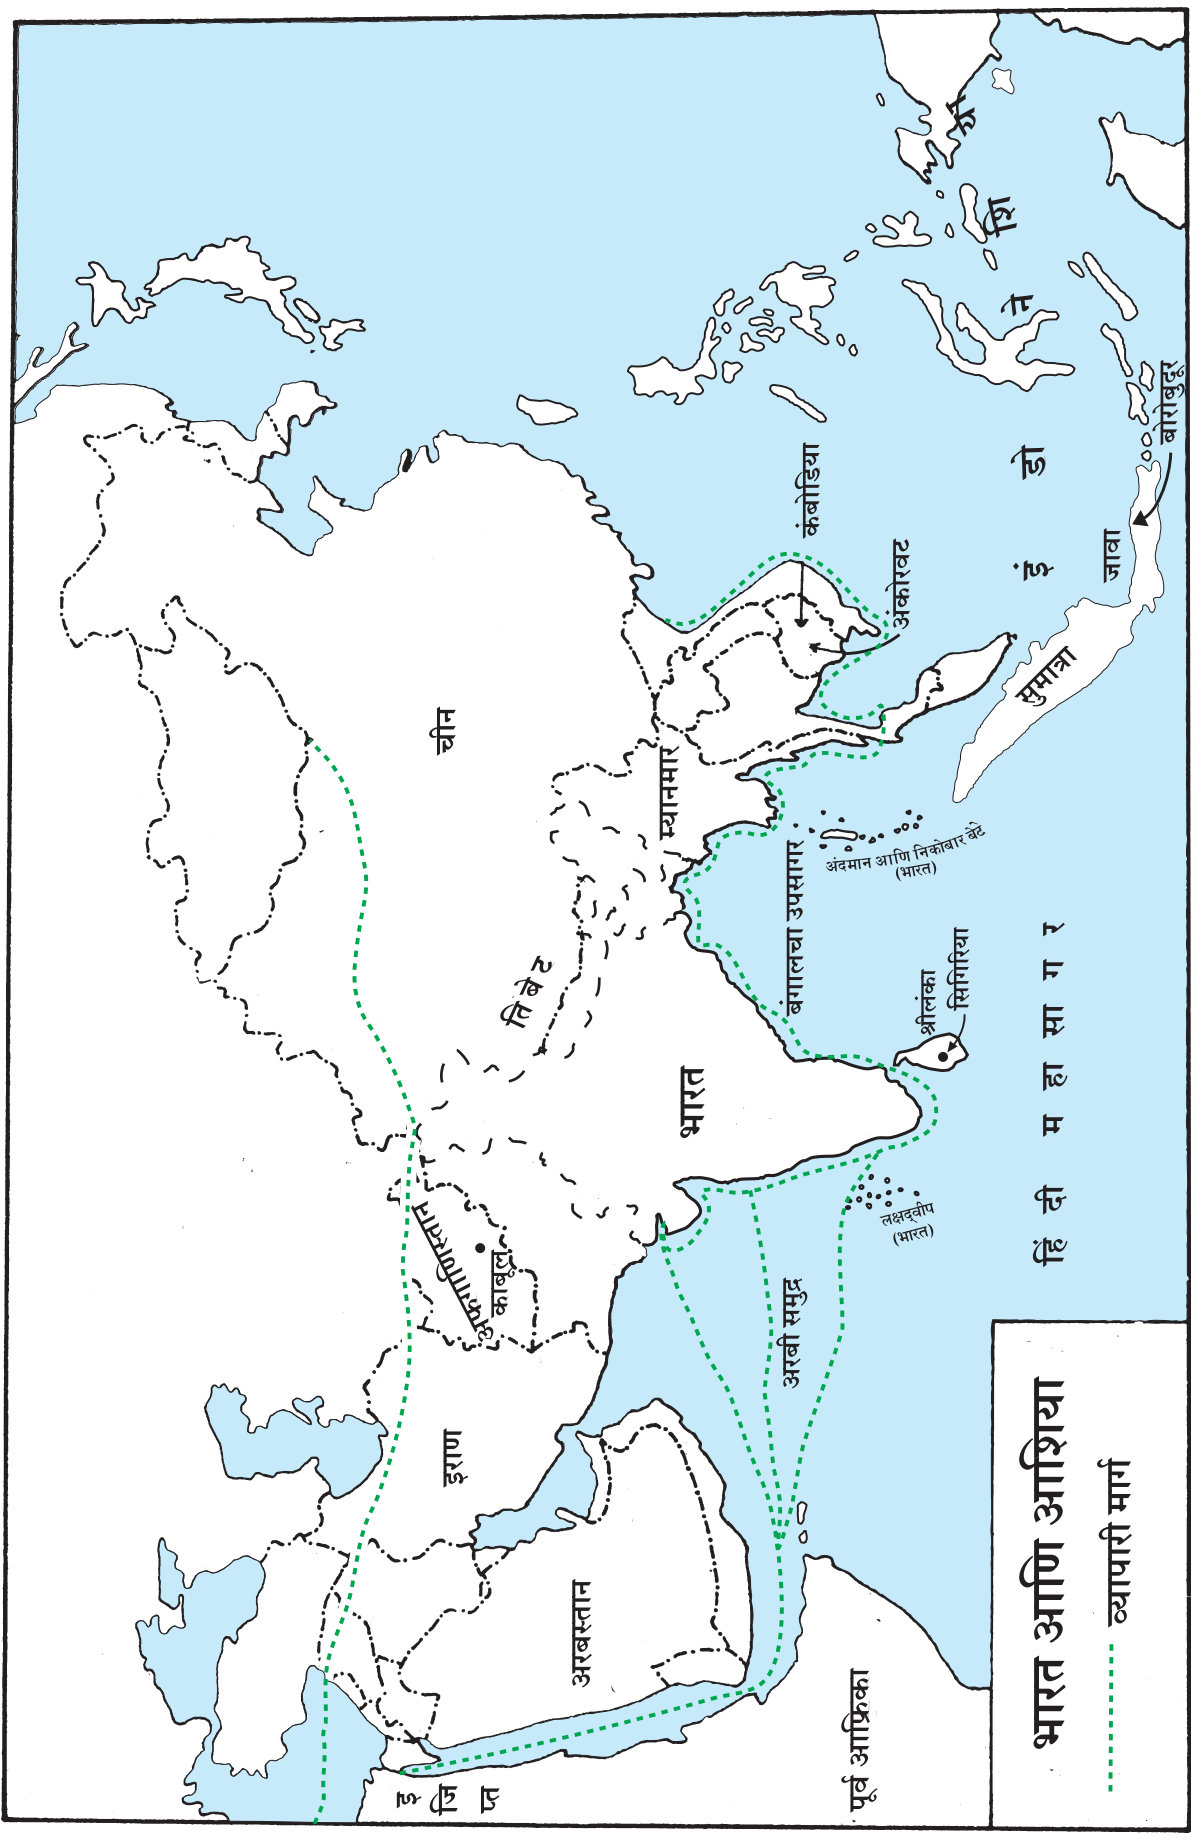 भारत आणि आशिया
व्यापारी मार्ग
चीन
तिबेट
म्यानमार
भारत
अफगाणिस्तान
काबूल
इराण
अरबस्तान
इजिप्त
पूर्व आफ्रिका
अरबी समुद्र
लक्षद्वीप
(भारत)
बंगालचा उपसागर
अंदमान आणि निकोबार बेटे
(भारत)
श्रीलंका
सिगिरिया
हिंदी महासागर
कंबोडिया
अंकोरवट
सुमात्रा
जावा
बोरोबुदूर
इंडोनेशिया